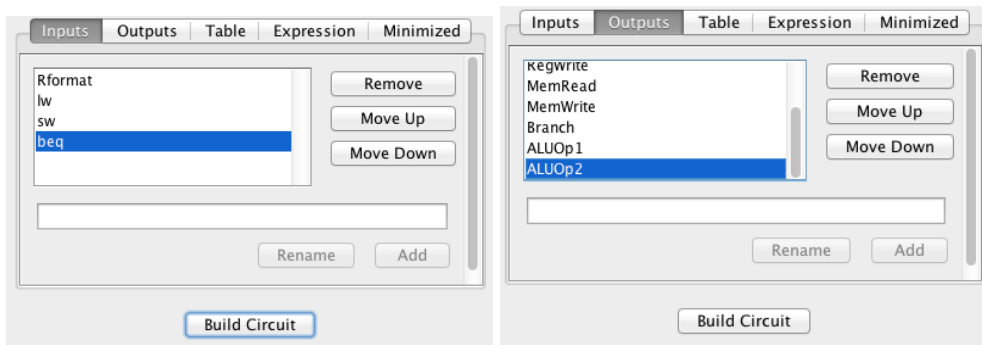 Inputs Outputs Table Expression Minimized
Rformat
lw
sw
beq
Remove
Move Up
Move Down
Rename Add
Build Circuit
Inputs Outputs Table Expression Minimized
RegWrite
MemRead
MemWrite
Branch
ALUOp1
ALUOp2
Remove
Move Up
Move Down
Rename Add
Build Circuit